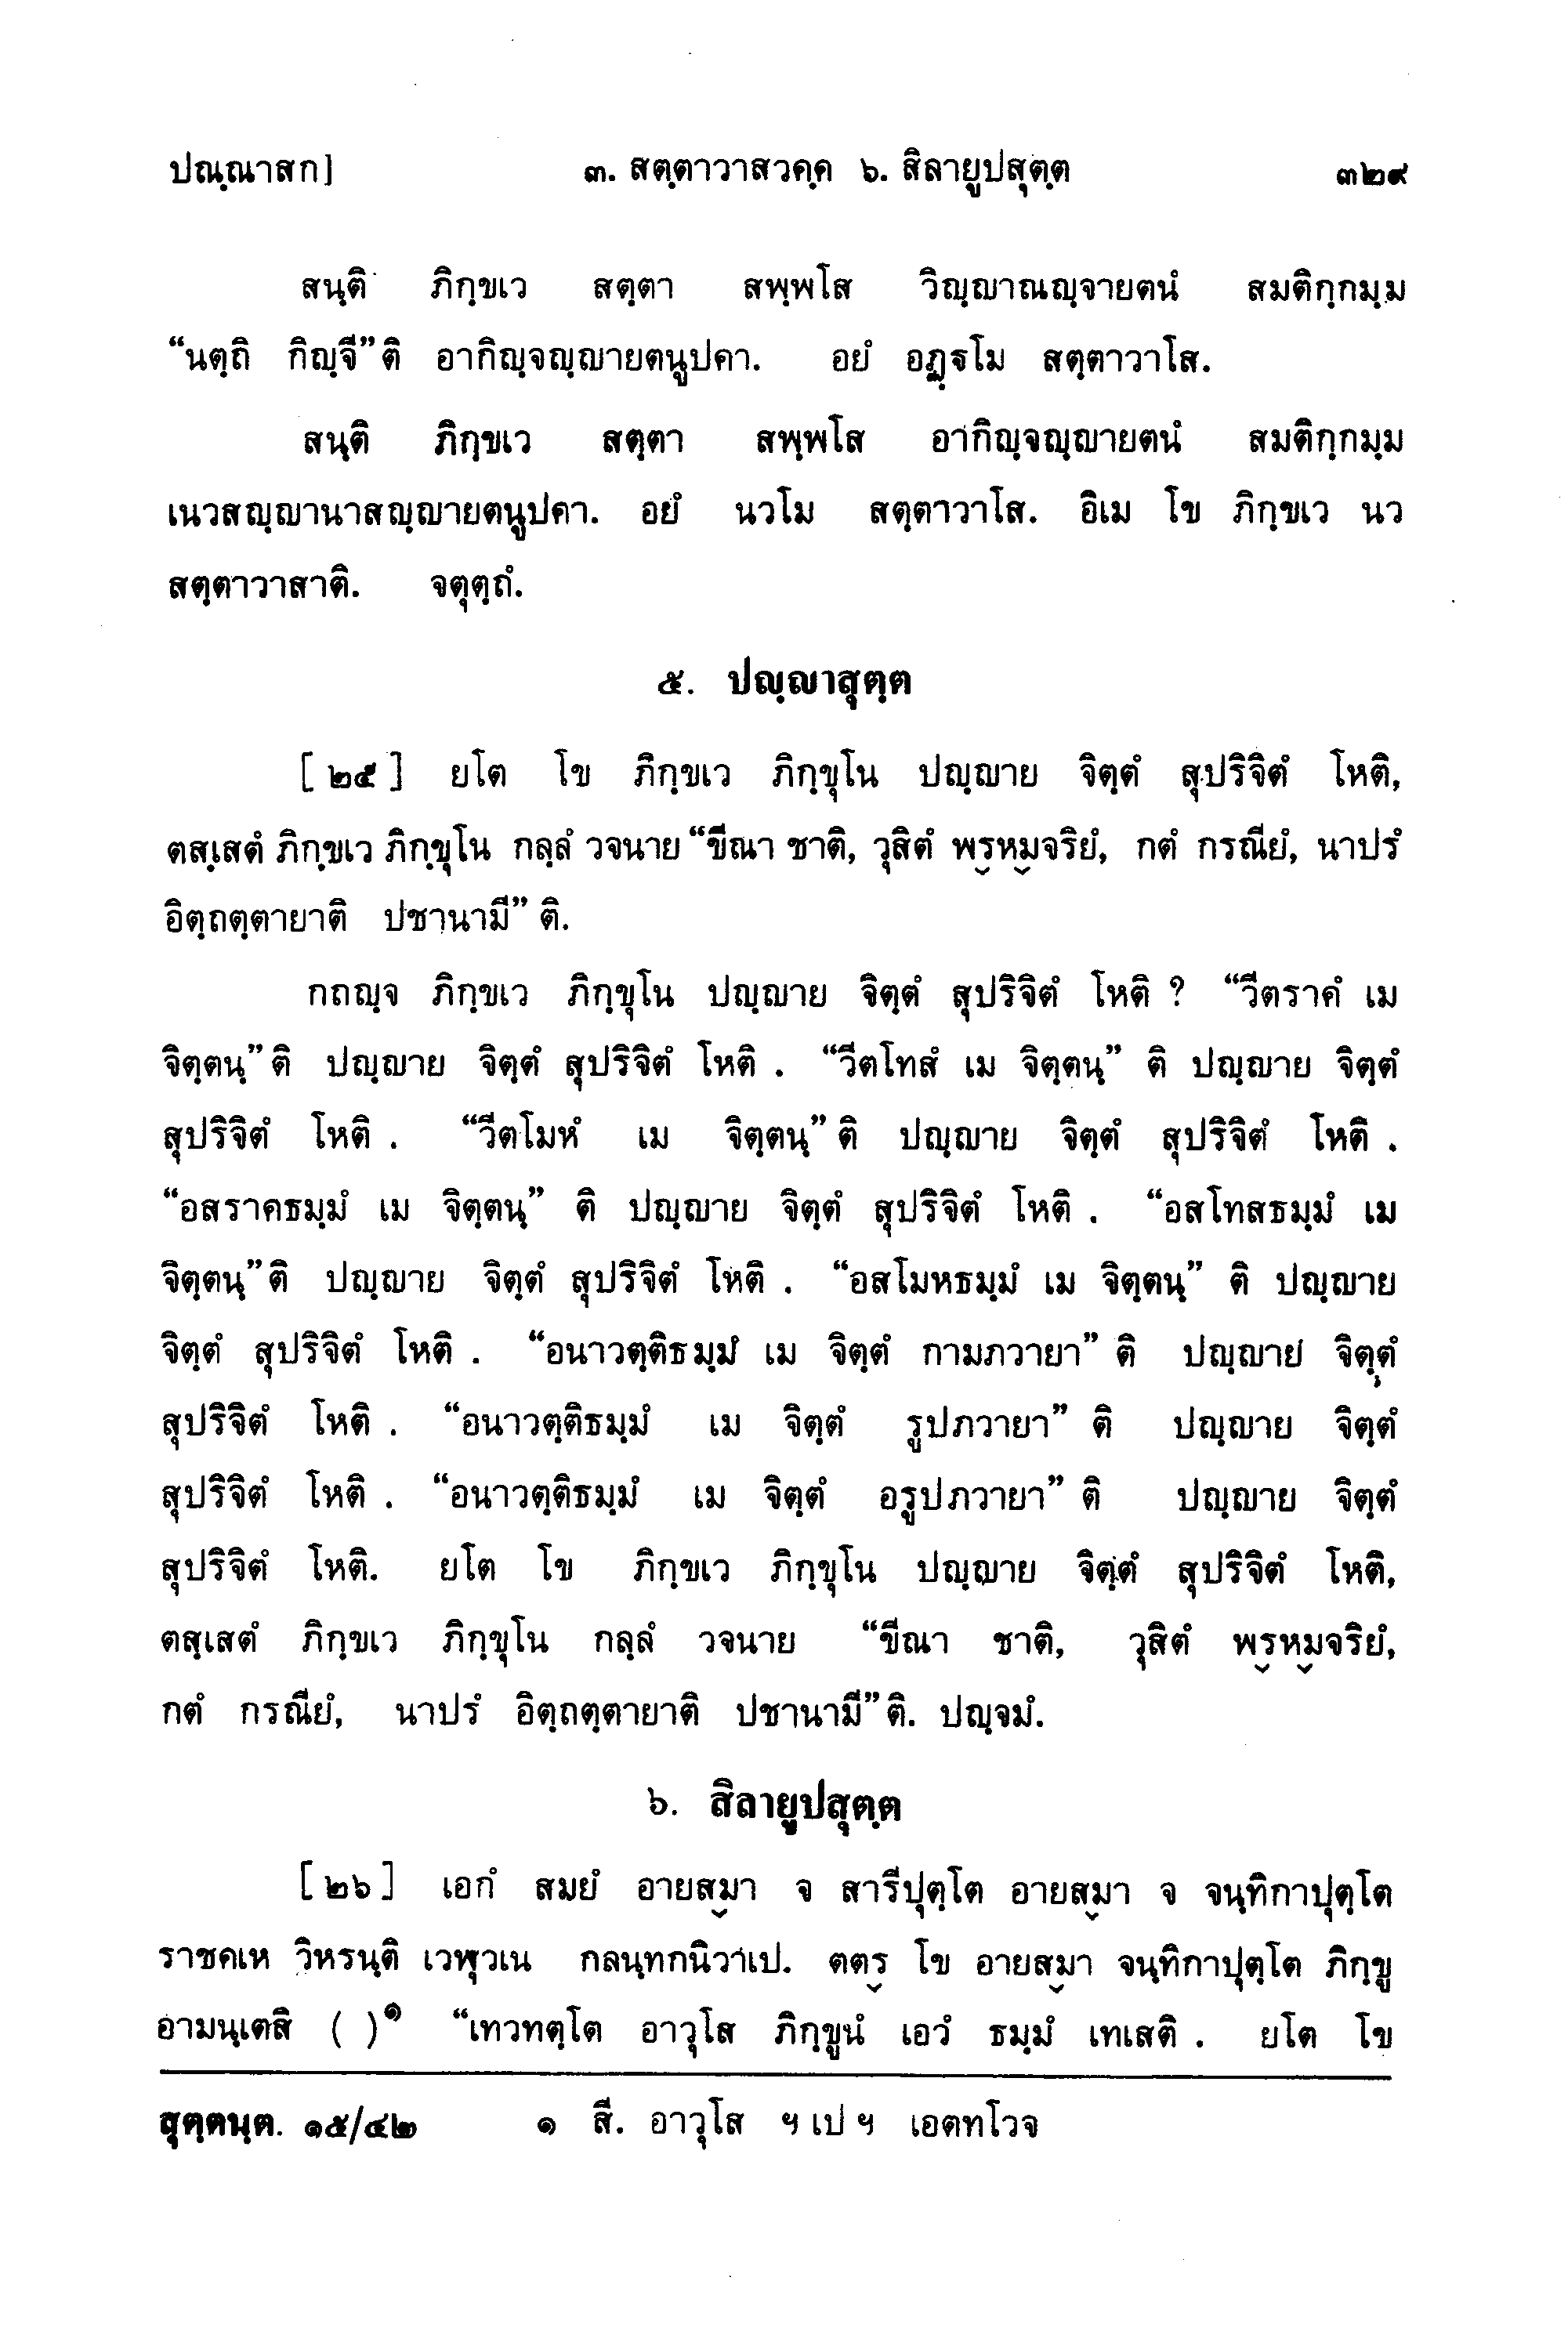 ปณฺณาสก] ๓. สตฺตาวาสวคฺค ๖. สิลายูปสุตฺต ๓๒๙
สนฺติ ภิกฺขเว สตฺตา สพฺพโส วิญฺญาณญฺจายตนํ สมติกฺกมฺม
“นตฺถิ กิญฺจี”ติ อากิญฺจญฺญายตนูปคา. อยํ อฏฺฐโม สตฺตาวาโส.
สนฺติ ภิกฺขเว สตฺตา สพฺพโส อากิญฺจญฺญายตนํ สมติกฺกมฺม
เนวสญฺญานาสญฺญายตนูปคา. อยํ นวโม สตฺตาวาโส. อิเม โข ภิกฺขเว นว
สตฺตาวาสาติ. จตุตฺถํ.
๕. ปญฺญาสุตฺต
[๒๕] ยโต โข ภิกฺขเว ภิกฺขุโน ปญฺญาย จิตฺตํ สุปริจิตํ โหติ,
ตสฺเสตํ ภิกฺขเว ภิกฺขุโน กลฺลํ วจนาย “ขีณา ชาติ, วุสิตํ พฺรหฺมจริยํ, กตํ กรณียํ, นาปรํ
อิตฺถตฺตายาติ ปชานามี” ติ.
กถญฺจ ภิกฺขเว ภิกฺขุโน ปญฺญาย จิตฺตํ สุปริจิตํ โหติ ? “วีตราคํ เม
จิตฺตนฺ”ติ ปญฺญาย จิตฺตํ สุปริจิตํ โหติ . “วีตโทสํ เม จิตฺตนฺ” ติ ปญฺญาย จิตฺตํ
สุปริจิตํ โหติ . “วีตโมหํ เม จิตฺตนฺ” ติ ปญฺญาย จิตฺตํ สุปริจิตํ โหติ .
“อสราคธมฺมํ เม จิตฺตนฺ” ติ ปญฺญาย จิตฺตํ สุปริจิตํ โหติ . “อสโทสธมฺมํ เม
จิตฺตนฺ”ติ ปญฺญาย จิตฺตํ สุปริจิตํ โหติ . “อสโมหธมฺมํ เม จิตฺตนฺ” ติ ปญฺญาย
จิตฺตํ สุปริจิตํ โหติ . “อนาวตฺติธมฺมํ เม จิตฺตํ กามภวายา” ติ ปญฺญาย จิตฺตํ
สุปริจิตํ โหติ . “อนาวตฺติธมฺมํ เม จิตฺตํ รูปภวายา” ติ ปญฺญาย จิตฺตํ
สุปริจิตํ โหติ . “อนาวตฺติธมฺมํ เม จิตฺตํ อรูปภวายา” ติ ปญฺญาย จิตฺตํ
สุปริจิตํ โหติ. ยโต โข ภิกฺขเว ภิกฺขุโน ปญฺญาย จิตฺตํ สุปริจิตํ โหติ,
ตสฺเสตํ ภิกฺขเว ภิกฺขุโน กลฺลํ วจนาย “ขีณา ชาติ, วุสิตํ พฺรหฺมจริยํ,
กตํ กรณียํ, นาปรํ อิตฺถตฺตายาติ ปชานามี”ติ. ปญฺจมํ.
๖. สิลายูปสุตฺต
[๒๖] เอกํ สมยํ อายสฺมา จ สารีปุตฺโต อายสฺมา จ จนฺทิกาปุตฺโต
ราชคเห วิหรนฺติ เวฬุวเน กลนฺทกนิวาเป. ตตฺร โข อายสฺมา จนฺทิกาปุตฺโต ภิกฺขู
อามนฺเตสิ ( )๑ “เทวทตฺโต อาวุโส ภิกฺขูนํ เอวํ ธมฺมํ เทเสติ . ยโต โข
สุตฺตนฺต. ๑๕/๔๒ ๑ สี. อาวุโส ฯ เป ฯ เอตทโวจ